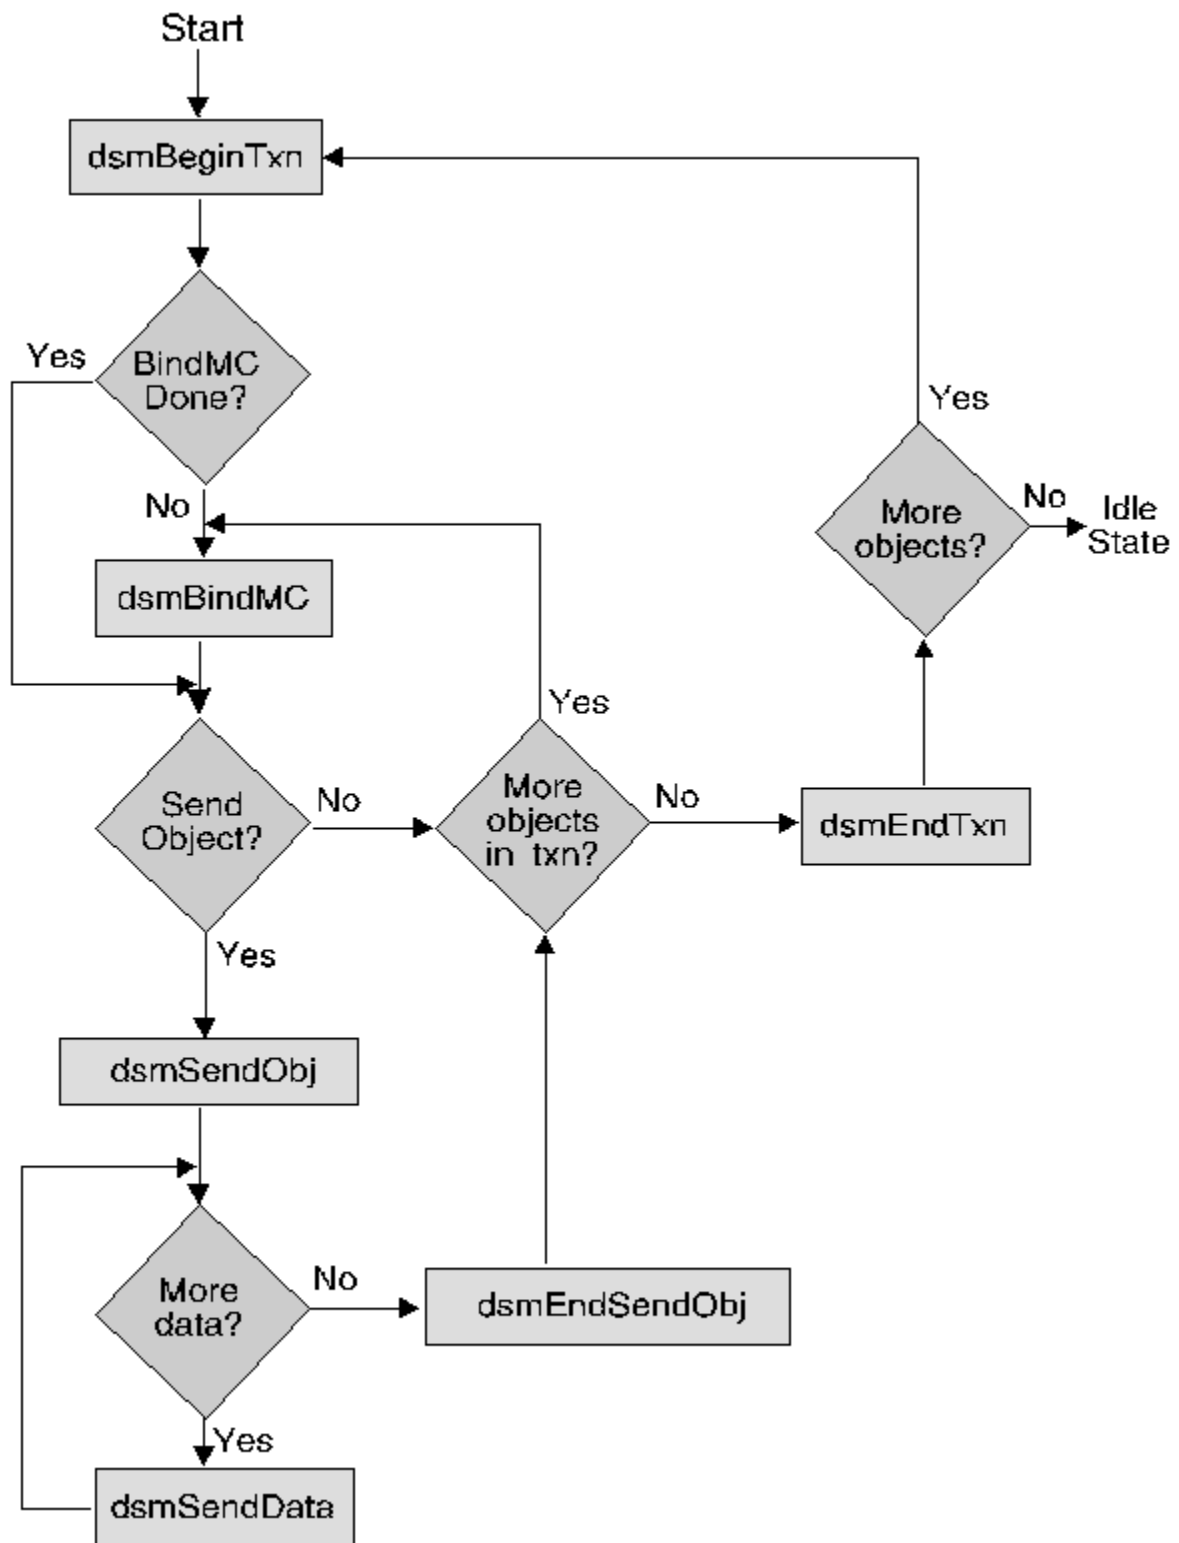 Start
dsmBeginTxn
Yes
BindMC
Done?
No
dsmBindMC
Yes
More
objects?
No
Idle
State
Send
Object?
No
Yes
More
objects
in txn?
No
dsmEndTxn
Yes
dsmSendObj
More
data?
No
dsmEndSendObj
Yes
dsmSendData